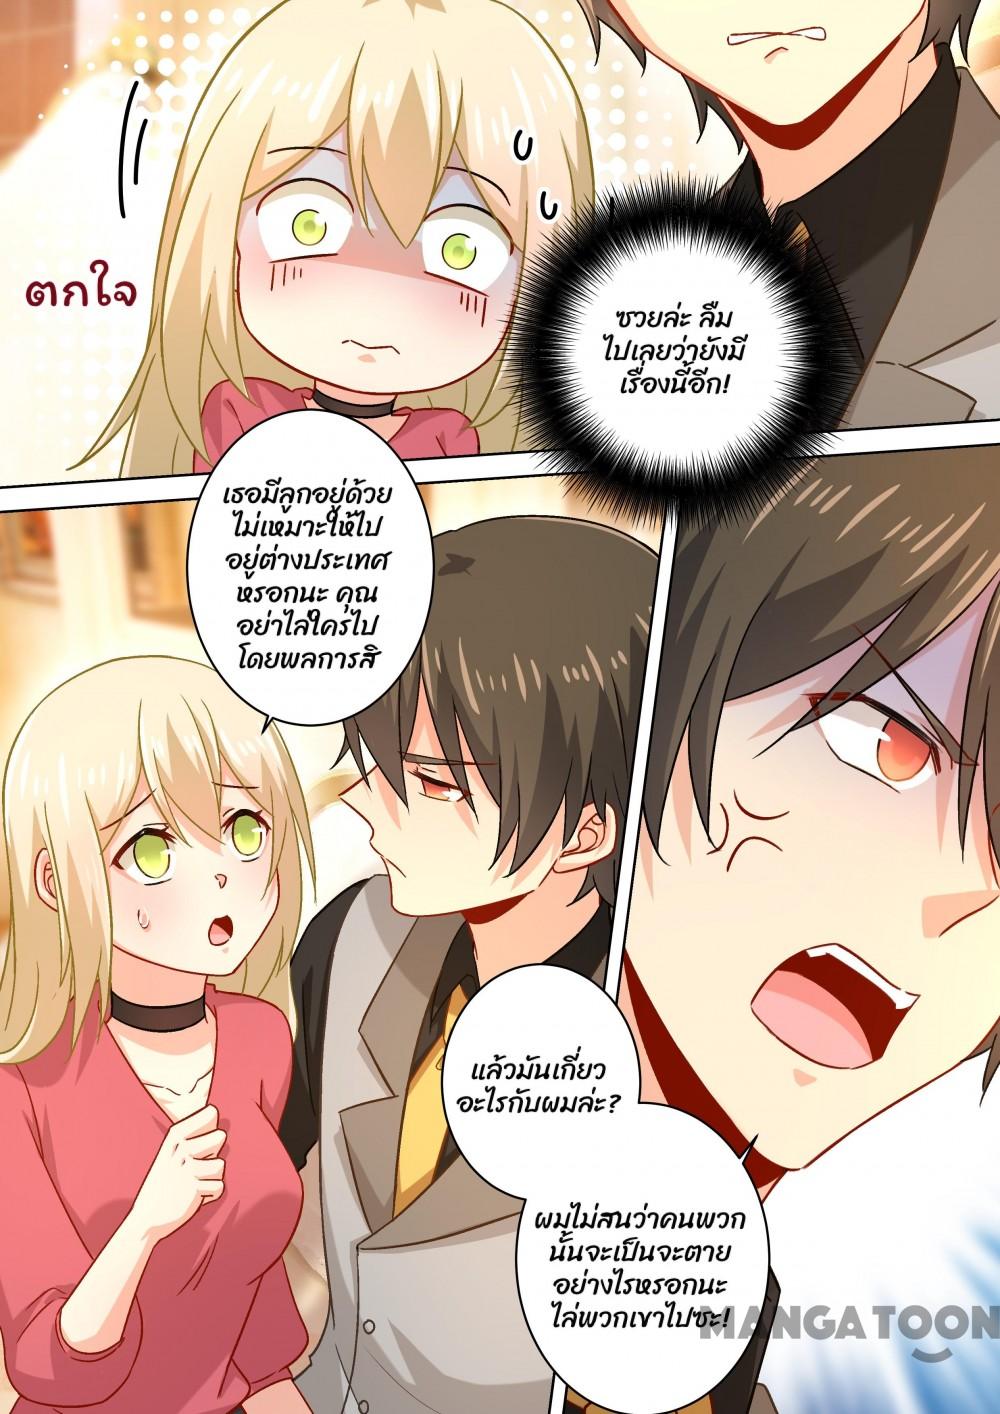 ตกใจ
ซวยล่ะ ลืม
ไปเลยว่ายังมี
เรื่องนี้อีก!
เธอมีลูกอยู่ด้วย
ไม่เหมาะให้ไป
อยู่ต่างประเทศ
หรอกนะ คุณ
อย่าไล่ใครไป
โดยพลการสิ
แล้วมันเกี่ยว
อะไรกับผมล่ะ?
ผมไม่สนว่าคนพวก
นั้นจะเป็นจะตาย
อย่างไรหรอกนะ
ไล่พวกเขาไปซะ!
MANGATOON